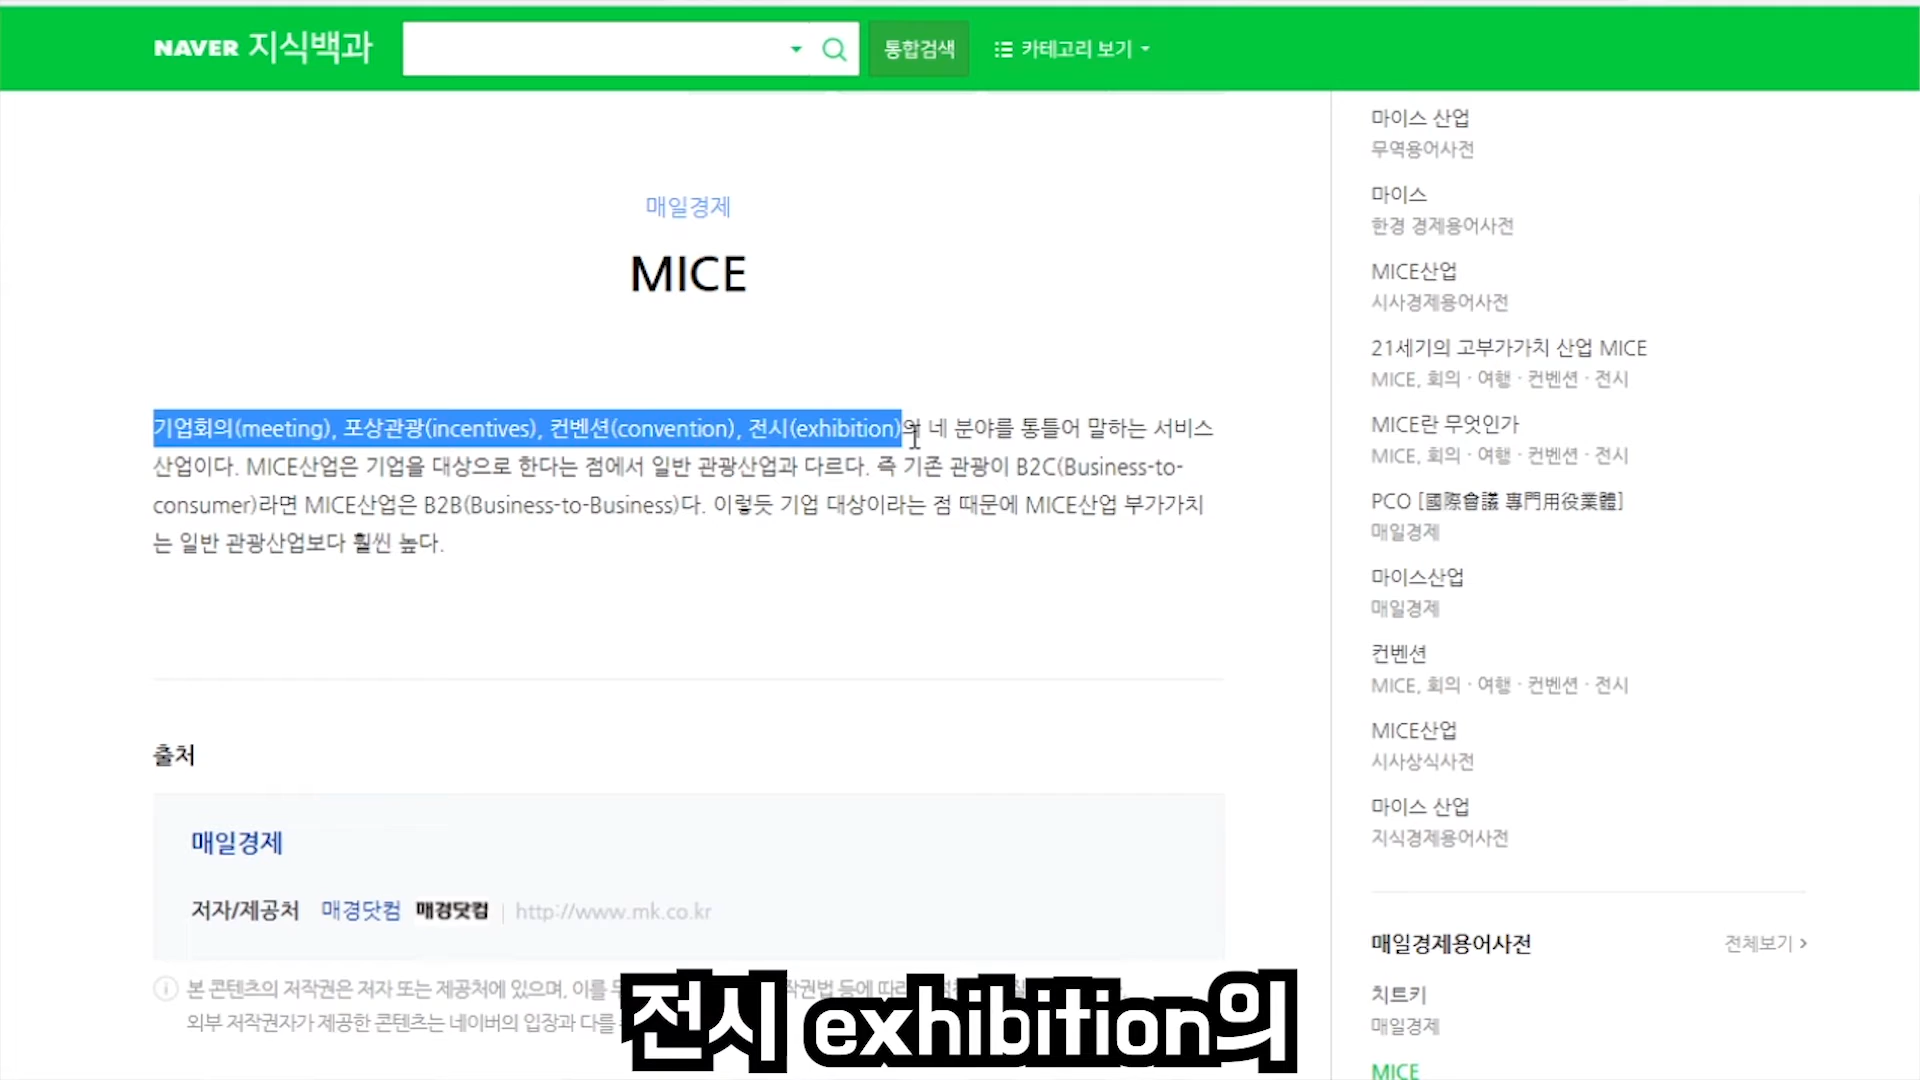 NAVER 지식백과
통합검색
카테고리 보기
매일경제
MICE
기업회의(meeting), 포상관광(incentives), 컨벤션(convention), 전시(exhibition)의 네 분야를 통틀어 말하는 서비스
산업이다. MICE산업은 기업을 대상으로 한다는 점에서 일반 관광산업과 다르다. 즉 기존 관광이 B2C(Business-to-
consumer)라면 MICE산업은 B2B(Business-to-Business)다. 이렇듯 기업 대상이라는 점 때문에 MICE산업 부가가치
는 일반 관광산업보다 훨씬 높다.
출처
매일경제
저자/제공처 매경닷컴 매경닷컴 | http://www.mk.co.kr
본 콘텐츠의 저작권은 저자 또는 제공처에 있으며, 이를 작권법 등에 따라
외부 저작권자가 제공한 콘텐츠는 네이버의 입장과 다를
전시 exhibition의
마이스 산업
무역용어사전
마이스
한경 경제용어사전
MICE산업
시사경제용어사전
21세기의 고부가가치 산업 MICE
MICE, 회의 · 여행 · 컨벤션 · 전시
MICE란 무엇인가
MICE, 회의 · 여행 · 컨벤션 · 전시
PCO [國際會議 專門用役業體]
매일경제
마이스산업
매일경제
컨벤션
MICE, 회의 · 여행 · 컨벤션 · 전시
MICE산업
시사상식사전
마이스 산업
지식경제용어사전
매일경제용어사전
전체보기 >
치트키
매일경제
MICE